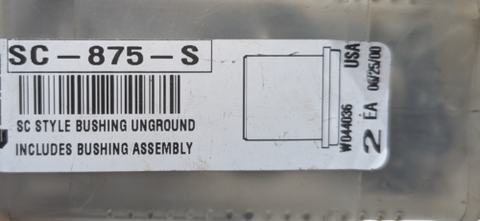 SC-875-S
SC STYLE BUSHING UNGROUND
INCLUDES BUSHING ASSEMBLY
W044036 USA
2 EA 06/25/00